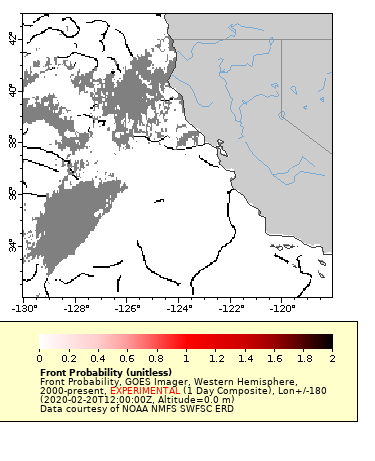 42°
40°
38°
36°
34°
-130° -128° -126° -124° -122° -120°
0 0.2 0.4 0.6 0.8 1 1.2 1.4 1.6 1.8 2
Front Probability (unitless)
Front Probability, GOES Imager, Western Hemisphere,
2000-present, EXPERIMENTAL (1 Day Composite), Lon+/-180
(2020-02-20T12:00:00Z, Altitude=0.0 m)
Data courtesy of NOAA NMFS SWFSC ERD